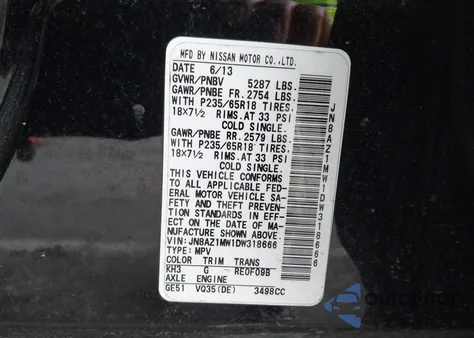 MFD BY NISSAN MOTOR CO.,LTD.
DATE 6/13
GVWR/PNBV 5287 LBS.
GAWR/PNBE FR. 2754 LBS.
WITH P235/65R18 TIRES.
18X7½ RIMS.AT 33 PSI
COLD SINGLE.
GAWR/PNBE RR. 2579 LBS.
WITH P235/65R18 TIRES.
18X7½ RIMS.AT 33 PSI
COLD SINGLE.
THIS VEHICLE CONFORMS
TO ALL APPLICABLE FED-
ERAL MOTOR VEHICLE SA-
FETY AND THEFT PREVEN-
TION STANDARDS IN EFF-
ECT ON THE DATE OF MA-
NUFACTURE SHOWN ABOVE.
VIN:JN8AZ1MW1DW318666
TYPE: MPV
COLOR TRIM TRANS
KH3 G RE0F09B
AXLE ENGINE
GE51 VQ35(DE) 3498CC
JN8AZ1MW1DW318666
autohelper